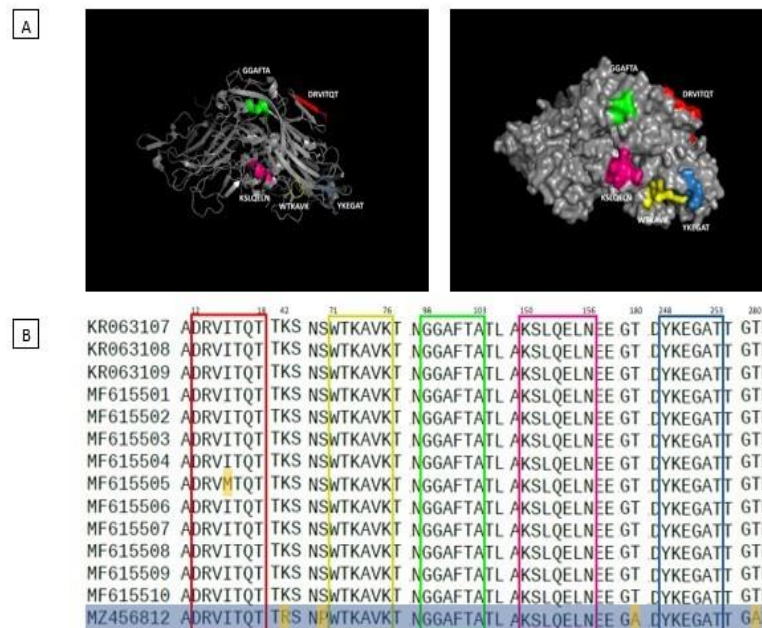 A
GGAFTA
DRVITQT
KSLQELN
WTKAVK
YKEGAT
GGAFTA
DRVITQT
KSLQELN
WTKAVK
YKEGAT
B
12 18 42 71 76 98 103 150 156 180 248 253 280
KR063107 ADRVITQT TKS NSWTKAVKT NGGAFTATL AKSLQELNEE GT DYKEGATT GT
KR063108 ADRVITQT TKS NSWTKAVKT NGGAFTATL AKSLQELNEE GT DYKEGATT GT
KR063109 ADRVITQT TKS NSWTKAVKT NGGAFTATL AKSLQELNEE GT DYKEGATT GT
MF615501 ADRVITQT TKS NSWTKAVKT NGGAFTATL AKSLQELNEE GT DYKEGATT GT
MF615502 ADRVITQT TKS NSWTKAVKT NGGAFTATL AKSLQELNEE GT DYKEGATT GT
MF615503 ADRVITQT TKS NSWTKAVKT NGGAFTATL AKSLQELNEE GT DYKEGATT GT
MF615504 ADRVITQT TKS NSWTKAVKT NGGAFTATL AKSLQELNEE GT DYKEGATT GT
MF615505 ADRVMTQT TKS NSWTKAVKT NGGAFTATL AKSLQELNEE GT DYKEGATT GT
MF615506 ADRVITQT TKS NSWTKAVKT NGGAFTATL AKSLQELNEE GT DYKEGATT GT
MF615507 ADRVITQT TKS NSWTKAVKT NGGAFTATL AKSLQELNEE GT DYKEGATT GT
MF615508 ADRVITQT TKS NSWTKAVKT NGGAFTATL AKSLQELNEE GT DYKEGATT GT
MF615509 ADRVITQT TKS NSWTKAVKT NGGAFTATL AKSLQELNEE GT DYKEGATT GT
MF615510 ADRVITQT TKS NSWTKAVKT NGGAFTATL AKSLQELNEE GT DYKEGATT GT
MZ456812 ADRVITQT TRS NPWTKAVKT NGGAFTATL AKSLQELNEE GA DYKEGATT GA